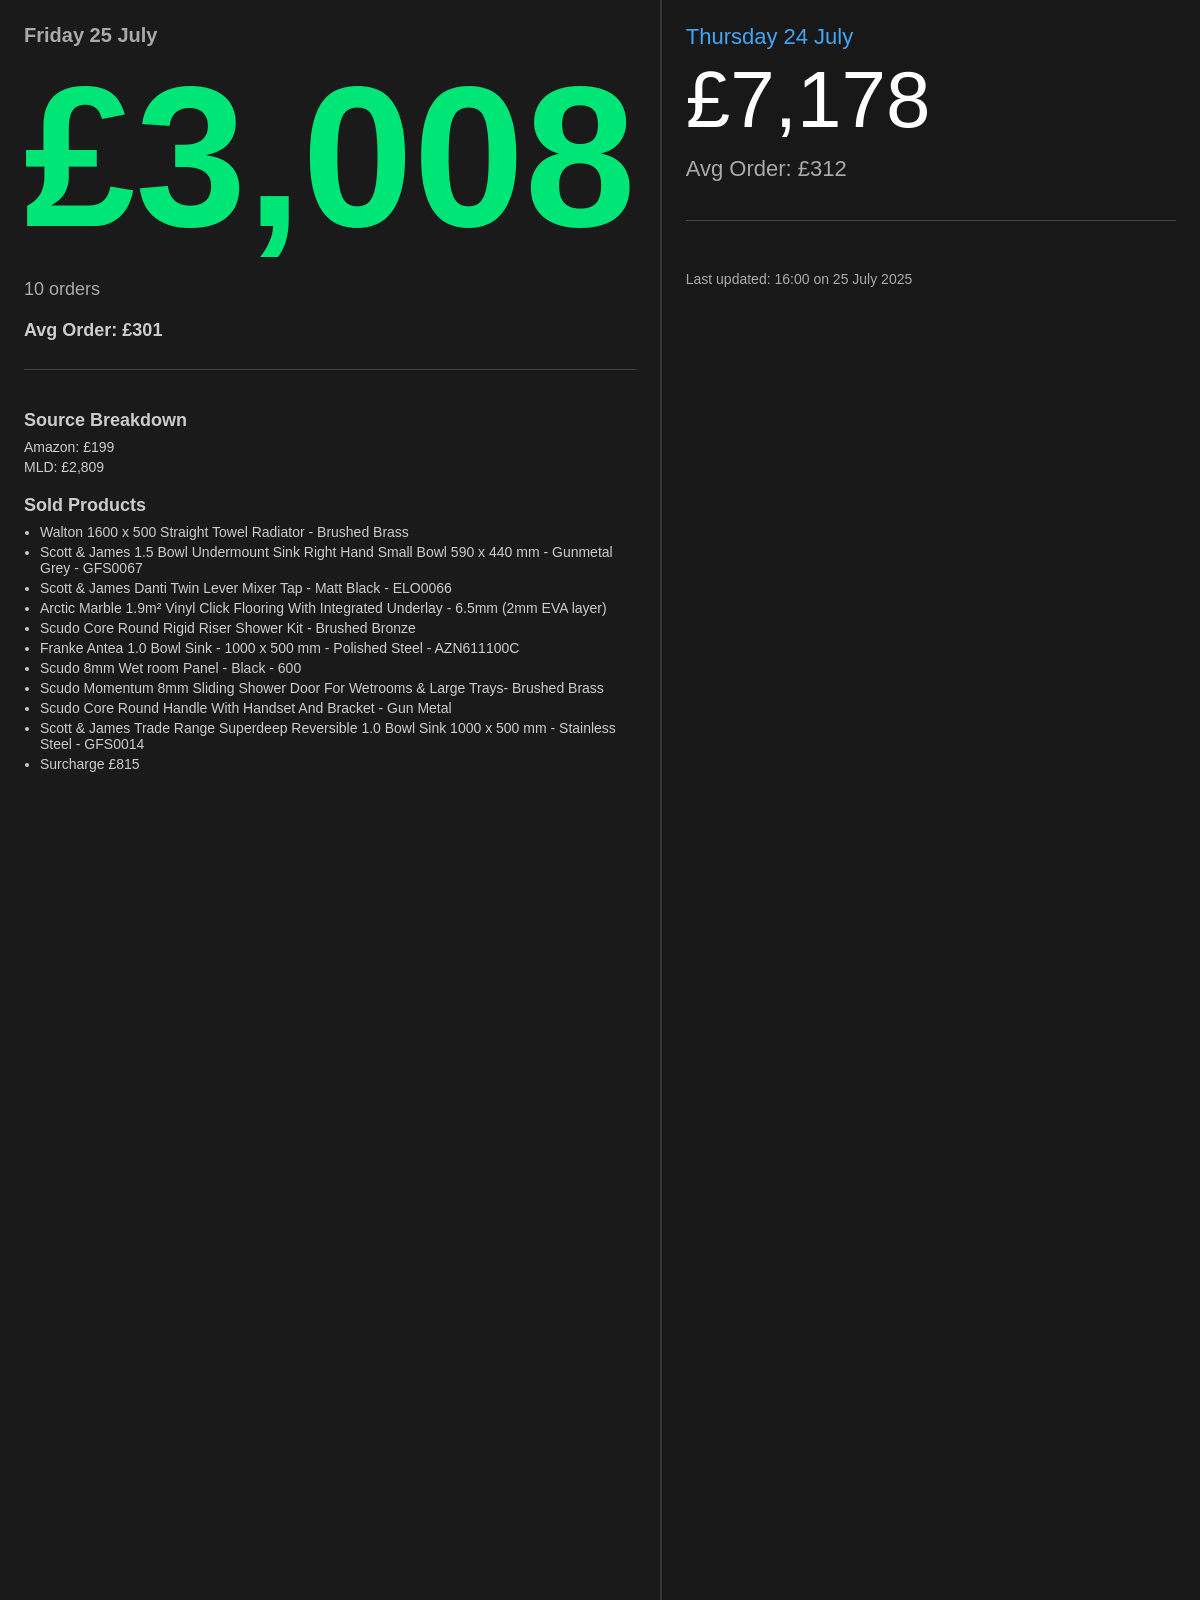 Friday 25 July
£3,008
10 orders
Avg Order: £301
Source Breakdown
Amazon: £199
MLD: £2,809
Sold Products
• Walton 1600 x 500 Straight Towel Radiator - Brushed Brass
• Scott & James 1.5 Bowl Undermount Sink Right Hand Small Bowl 590 x 440 mm - Gunmetal
Grey - GFS0067
• Scott & James Danti Twin Lever Mixer Tap - Matt Black - ELO0066
• Arctic Marble 1.9m² Vinyl Click Flooring With Integrated Underlay - 6.5mm (2mm EVA layer)
• Scudo Core Round Rigid Riser Shower Kit - Brushed Bronze
• Franke Antea 1.0 Bowl Sink - 1000 x 500 mm - Polished Steel - AZN611100C
• Scudo 8mm Wet room Panel - Black - 600
• Scudo Momentum 8mm Sliding Shower Door For Wetrooms & Large Trays- Brushed Brass
• Scudo Core Round Handle With Handset And Bracket - Gun Metal
• Scott & James Trade Range Superdeep Reversible 1.0 Bowl Sink 1000 x 500 mm - Stainless
Steel - GFS0014
• Surcharge £815
Thursday 24 July
£7,178
Avg Order: £312
Last updated: 16:00 on 25 July 2025